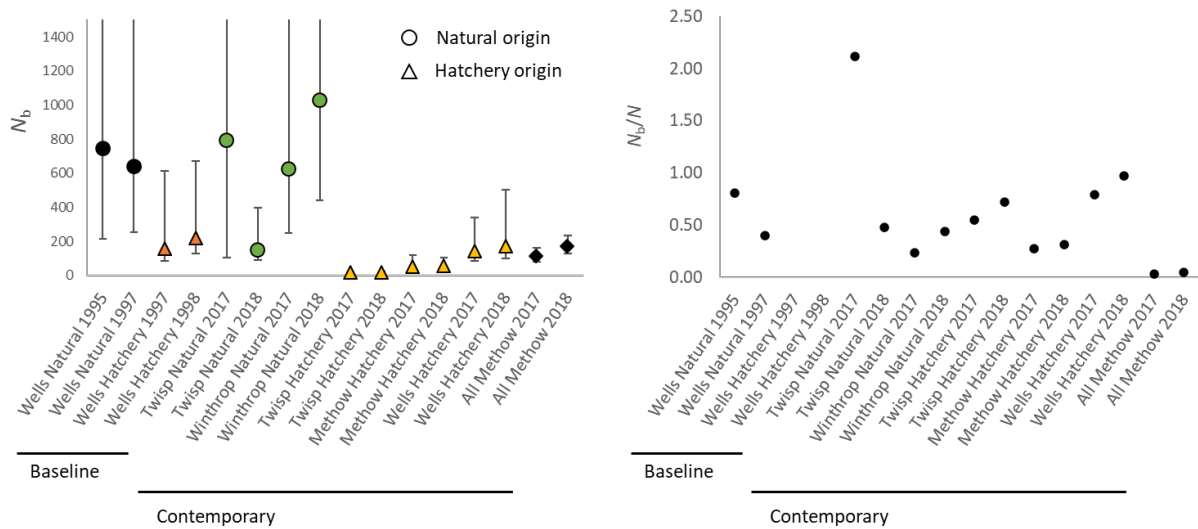 1400
1200
1000
800
600
400
200
0
Nb
Natural origin
Hatchery origin
Wells Natural 1995
Wells Natural 1997
Wells Hatchery 1997
Wells Hatchery 1998
Twisp Natural 2017
Twisp Natural 2018
Winthrop Natural 2017
Winthrop Natural 2018
Twisp Hatchery 2017
Twisp Hatchery 2018
Methow Hatchery 2017
Methow Hatchery 2018
Wells Hatchery 2017
Wells Hatchery 2018
All Methow 2017
All Methow 2018
Baseline
Contemporary
2.50
2.00
1.50
1.00
0.50
0.00
Nb/N
Wells Natural 1995
Wells Natural 1997
Wells Hatchery 1997
Wells Hatchery 1998
Twisp Natural 2017
Twisp Natural 2018
Winthrop Natural 2017
Winthrop Natural 2018
Twisp Hatchery 2017
Twisp Hatchery 2018
Methow Hatchery 2017
Methow Hatchery 2018
Wells Hatchery 2017
Wells Hatchery 2018
All Methow 2017
All Methow 2018
Baseline
Contemporary